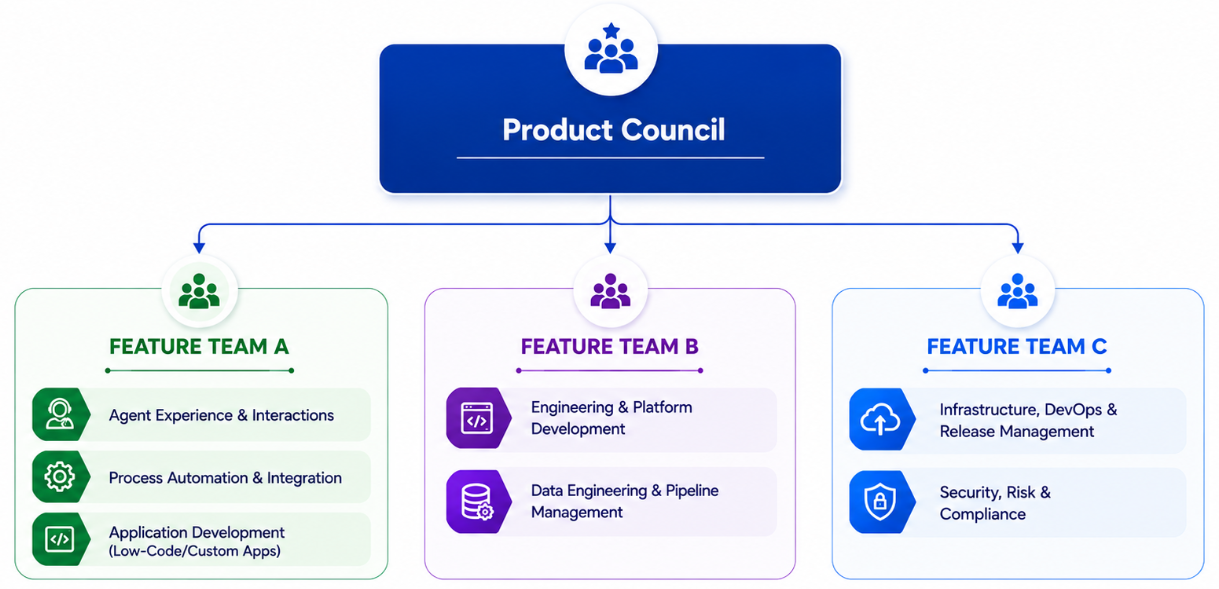 Product Council
FEATURE TEAM A
Agent Experience & Interactions
Process Automation & Integration
Application Development
(Low-Code/Custom Apps)
FEATURE TEAM B
Engineering & Platform
Development
Data Engineering & Pipeline
Management
FEATURE TEAM C
Infrastructure, DevOps &
Release Management
Security, Risk &
Compliance